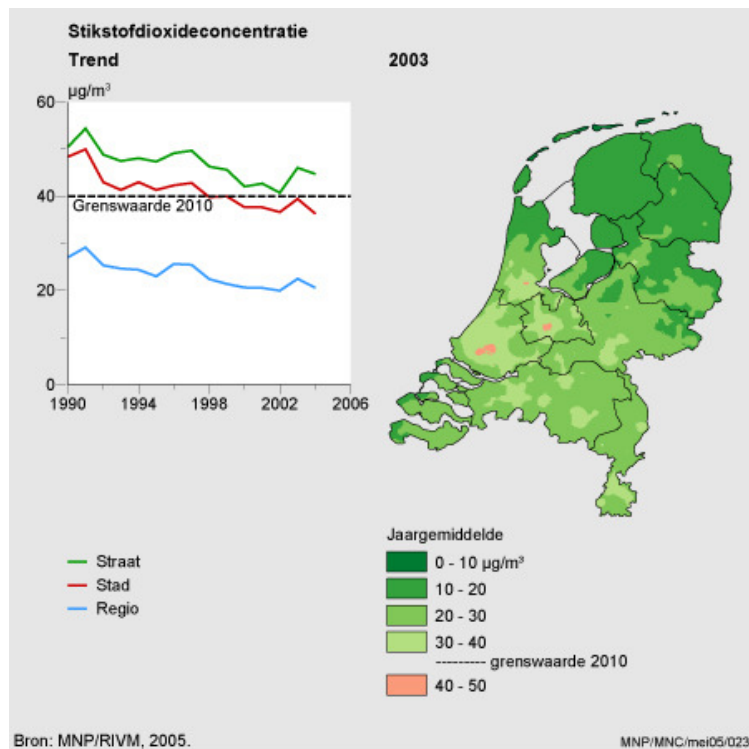 Stikstofdioxideconcentratie
Trend
2003
µg/m³
60
40
Grenswaarde 2010
20
0
1990 1994 1998 2002 2006
Straat
Stad
Regio
Jaargemiddelde
0 - 10 µg/m³
10 - 20
20 - 30
30 - 40
grenswaarde 2010
40 - 50
Bron: MNP/RIVM, 2005.
MNP/MNC/mei05/023